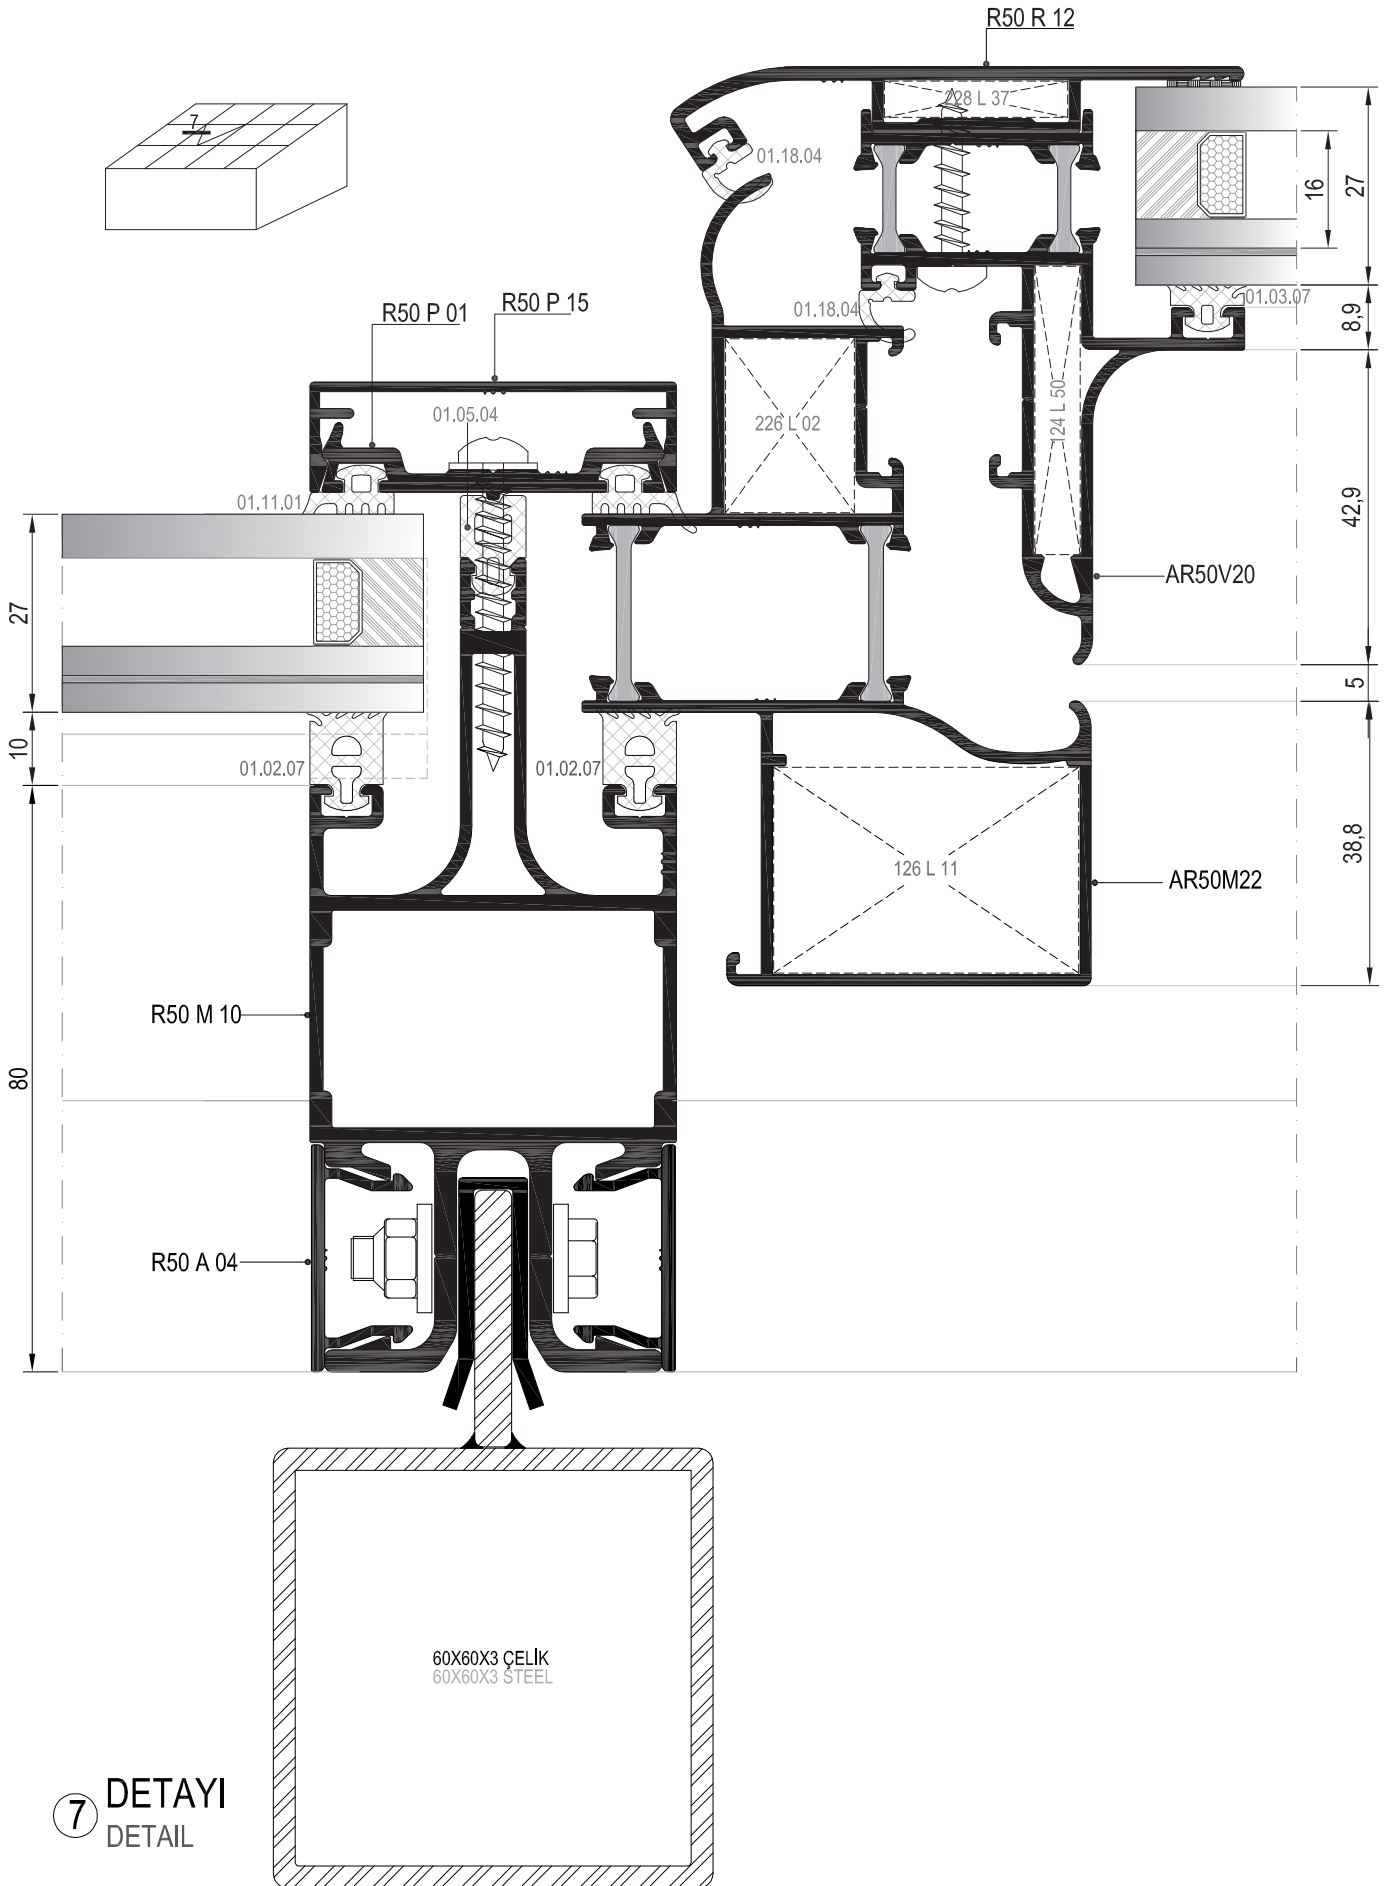 R50 R 12
7
228 L 37
01.18.04
16
27
R50 P 01
R50 P 15
01.18.04
01.03.07
8,9
01.05.04
226 L 02
124 L 50
01.11.01
42,9
AR50V20
27
5
10
01.02.07
01.02.07
38,8
126 L 11
AR50M22
R50 M 10
80
R50 A 04
60X60X3 ÇELİK
60X60X3 STEEL
7 DETAYI
DETAIL